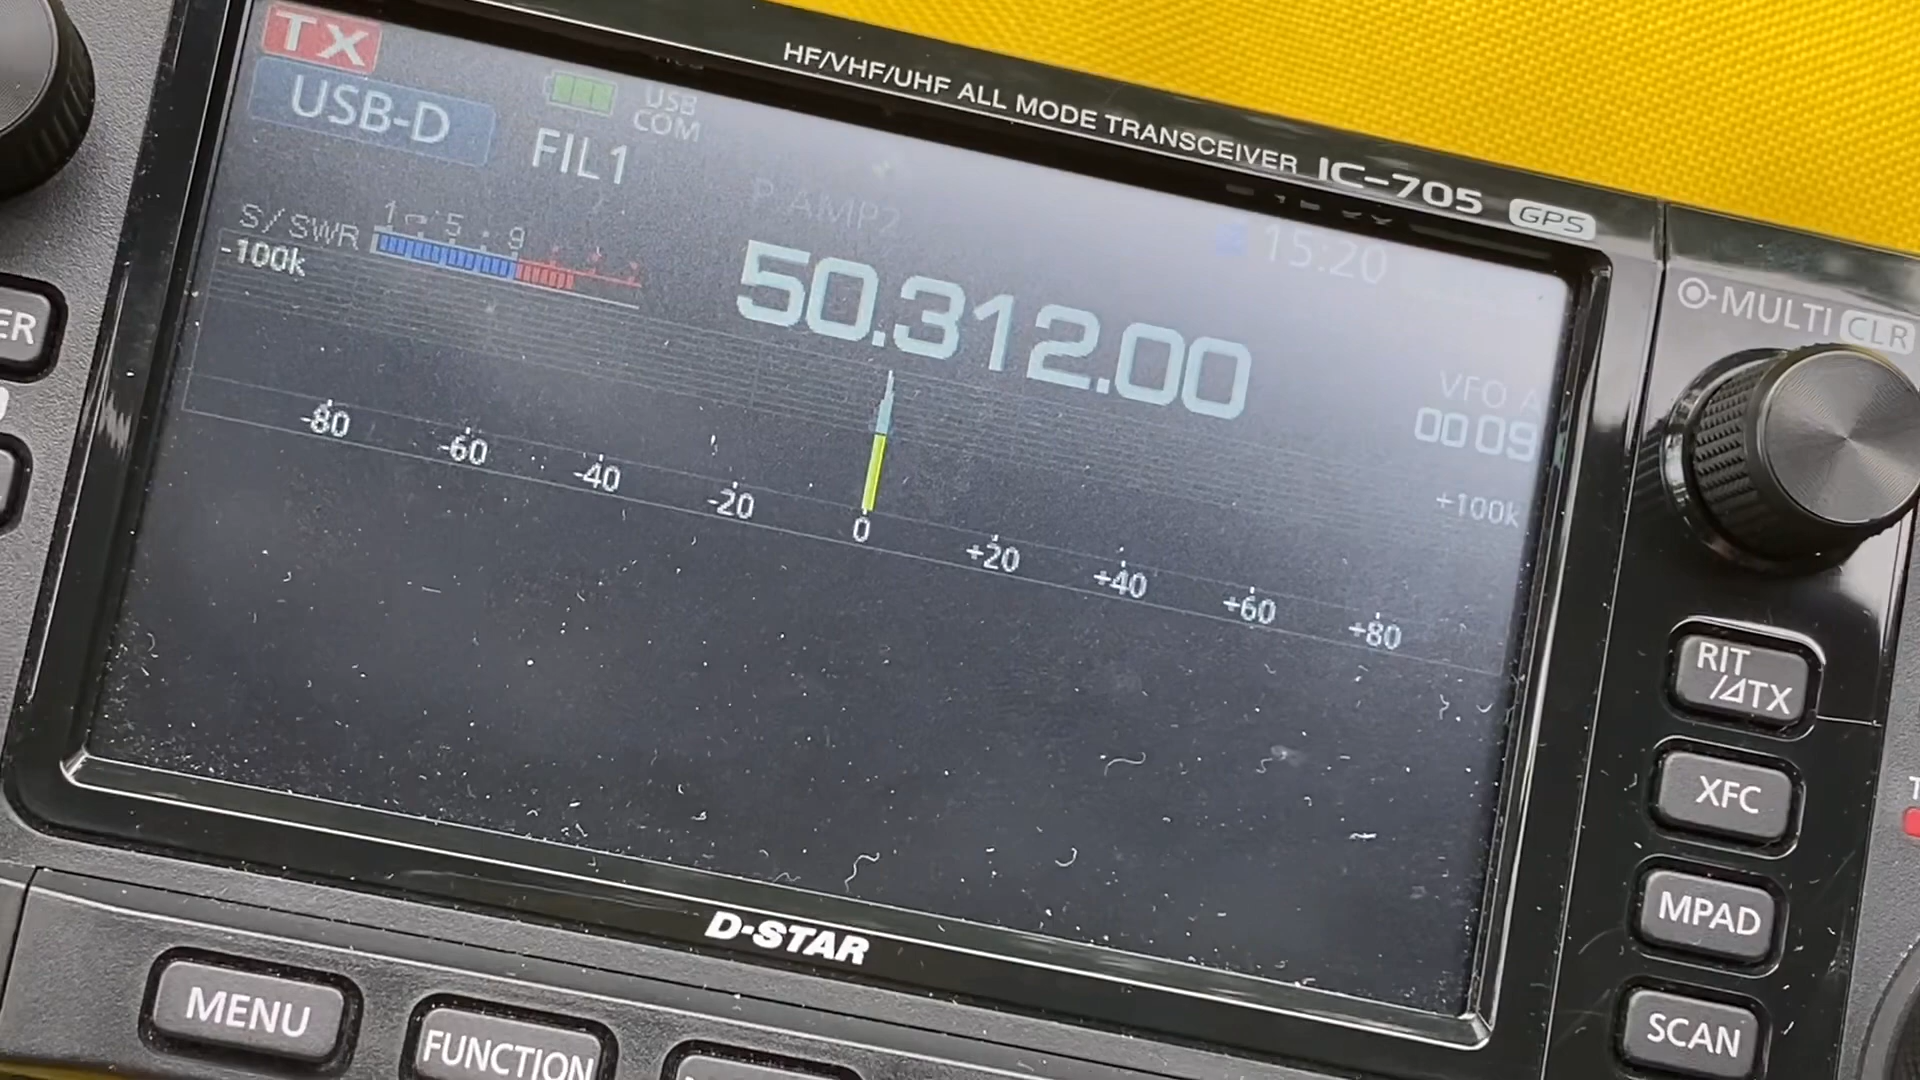 HF/VHF/UHF ALL MODE TRANSCEIVER IC-705 GPS
TX
USB-D
USB
COM
FIL1
P.AMP2
15:20
S/SWR 1 5 9
-100k
50.312.00
VFO A
00 09
+100k
-80 -60 -40 -20 0 +20 +40 +60 +80
MULTI CLR
RIT
/⊿TX
XFC
MPAD
SCAN
D-STAR
MENU
FUNCTION